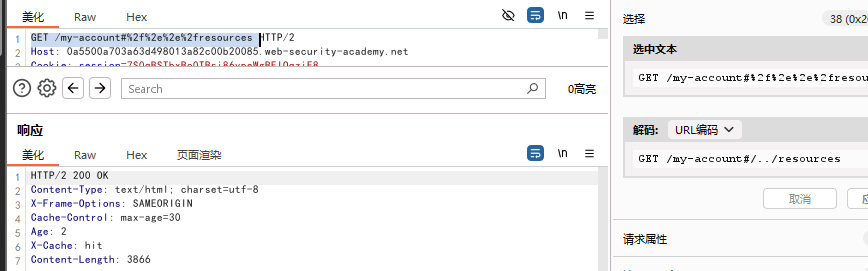 美化 Raw Hex
\n
1 GET /my-account#%2f%2e%2e%2fresources HTTP/2
2 Host: 0a5500a703a63d498013a82c00b20085.web-security-academy.net
Search
0高亮
响应
美化 Raw Hex 页面渲染
\n
1 HTTP/2 200 OK
2 Content-Type: text/html; charset=utf-8
3 X-Frame-Options: SAMEORIGIN
4 Cache-Control: max-age=30
5 Age: 2
6 X-Cache: hit
7 Content-Length: 3866
选择 38 (0x2
选中文本
GET /my-account#%2f%2e%2e%2fresou
解码: URL编码
GET /my-account#/../resources
取消
请求属性